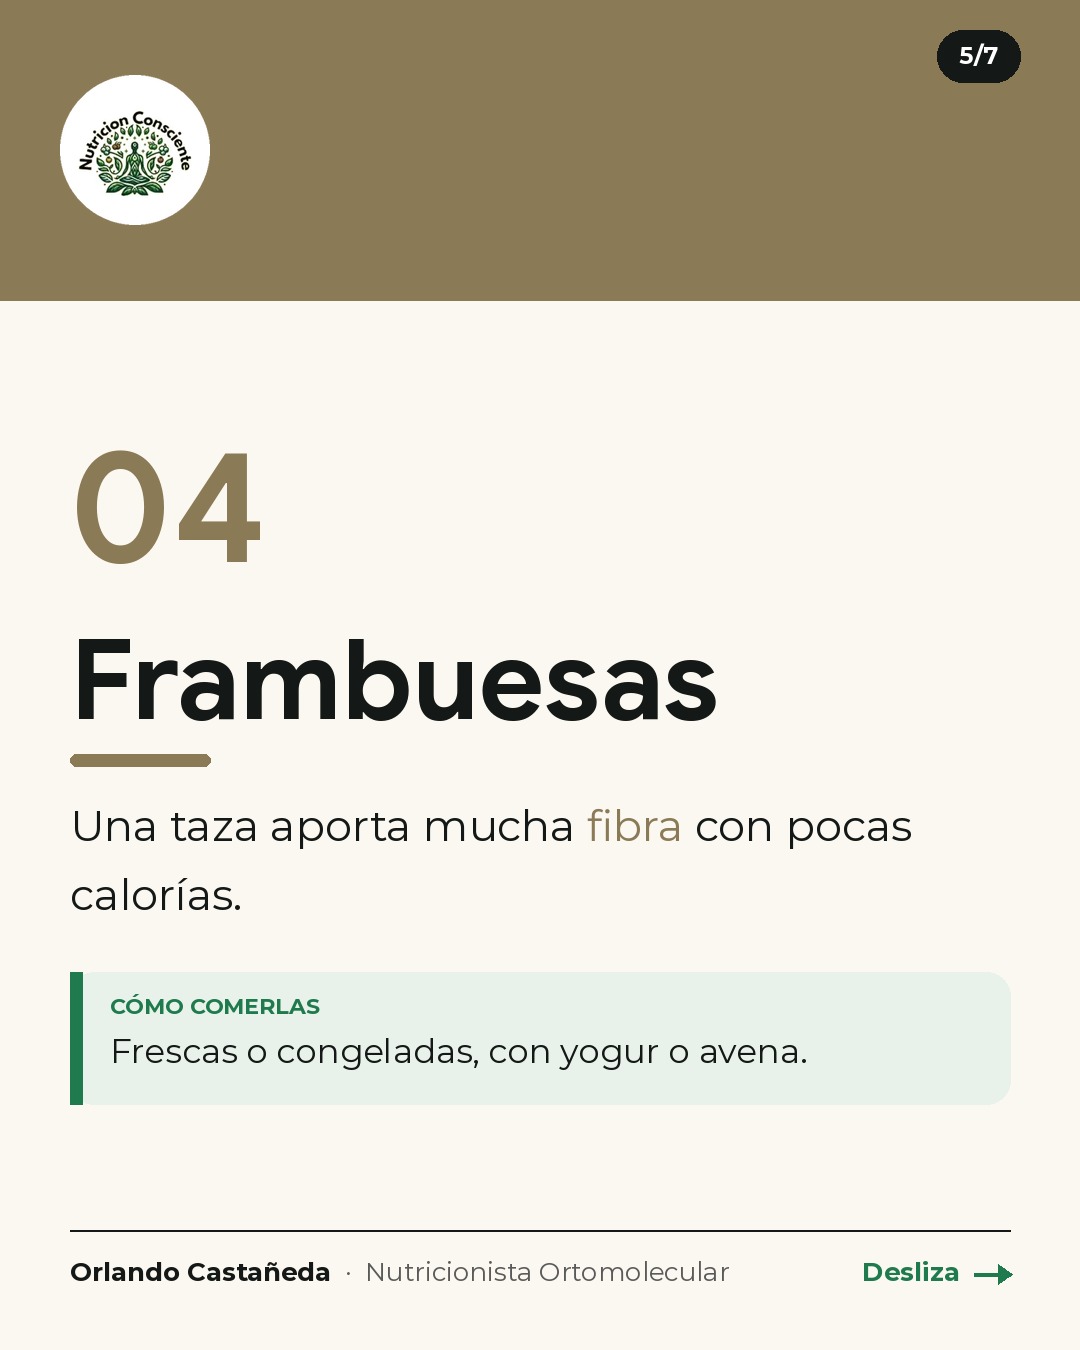 5/7
Nutricion Consciente
04
Frambuesas
Una taza aporta mucha fibra con pocas
calorías.
CÓMO COMERLAS
Frescas o congeladas, con yogur o avena.
Orlando Castañeda · Nutricionista Ortomolecular
Desliza